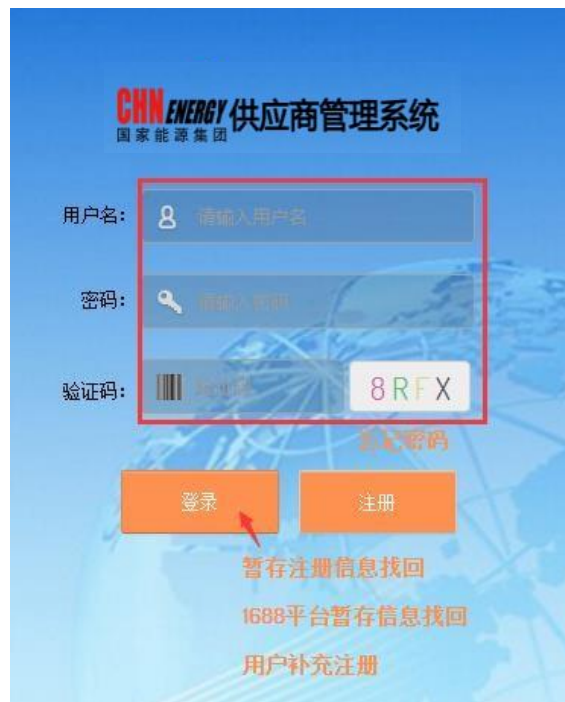 CHN ENERGY 供应商管理系统
国家能源集团
用户名: 请输入用户名
密码: 请输入密码
验证码: 验证码 8RFX
忘记密码
登录 注册
暂存注册信息找回
1688平台暂存信息找回
用户补充注册